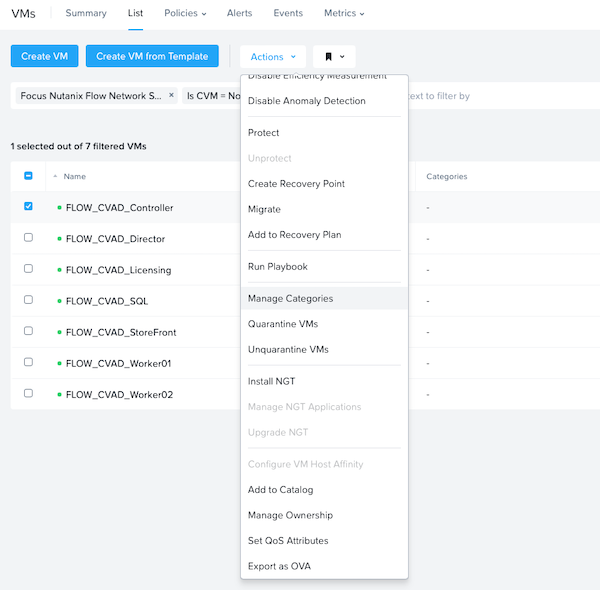 VMs Summary List Policies Alerts Events Metrics
Create VM Create VM from Template Actions
Disable Efficiency Measurement
Focus Nutanix Flow Network S... × Is CVM = No text to filter by
Disable Anomaly Detection
Protect
1 selected out of 7 filtered VMs
Unprotect
Name Categories
Create Recovery Point
FLOW_CVAD_Controller -
Migrate
Add to Recovery Plan
FLOW_CVAD_Director -
Run Playbook
FLOW_CVAD_Licensing -
Manage Categories
FLOW_CVAD_SQL -
Quarantine VMs
FLOW_CVAD_StoreFront -
Unquarantine VMs
FLOW_CVAD_Worker01 -
Install NGT
FLOW_CVAD_Worker02 -
Manage NGT Applications
Upgrade NGT
Configure VM Host Affinity
Add to Catalog
Manage Ownership
Set QoS Attributes
Export as OVA